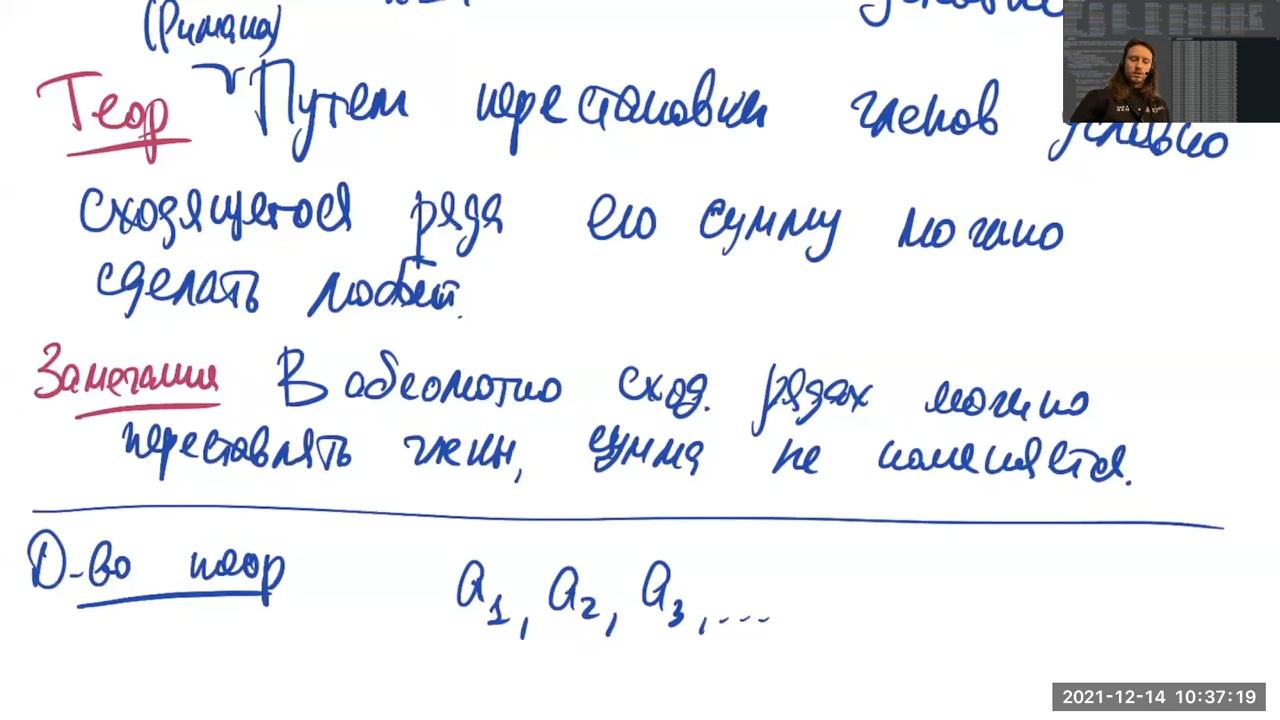 (Римана)
Теор Путем перестановки членов условно
сходящегося ряда его сумму можно
сделать любой.
Замечание В абсолютно сход. рядах можно
переставлять члены, сумма не поменяется.
Д-во теор a1, a2, a3, ...
2021-12-14 10:37:19